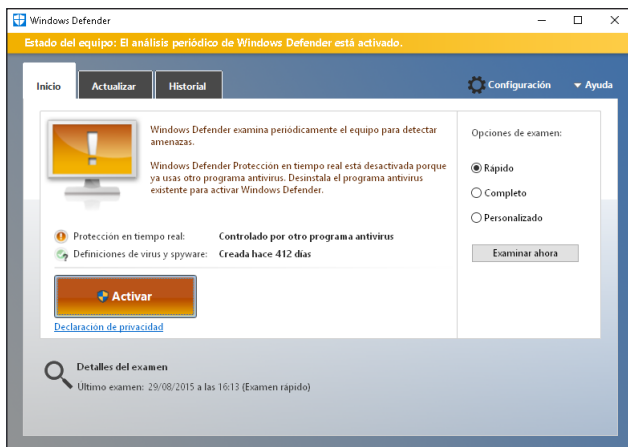 Windows Defender
Estado del equipo: El análisis periódico de Windows Defender está activado.
Inicio
Actualizar
Historial
Configuración
Ayuda
Windows Defender examina periódicamente el equipo para detectar
amenazas.
Windows Defender Protección en tiempo real está desactivada porque
ya usas otro programa antivirus. Desinstala el programa antivirus
existente para activar Windows Defender.
Protección en tiempo real: Controlado por otro programa antivirus
Definiciones de virus y spyware: Creada hace 412 días
Activar
Declaración de privacidad
Opciones de examen:
Rápido
Completo
Personalizado
Examinar ahora
Detalles del examen
Último examen: 29/08/2015 a las 16:13 (Examen rápido)